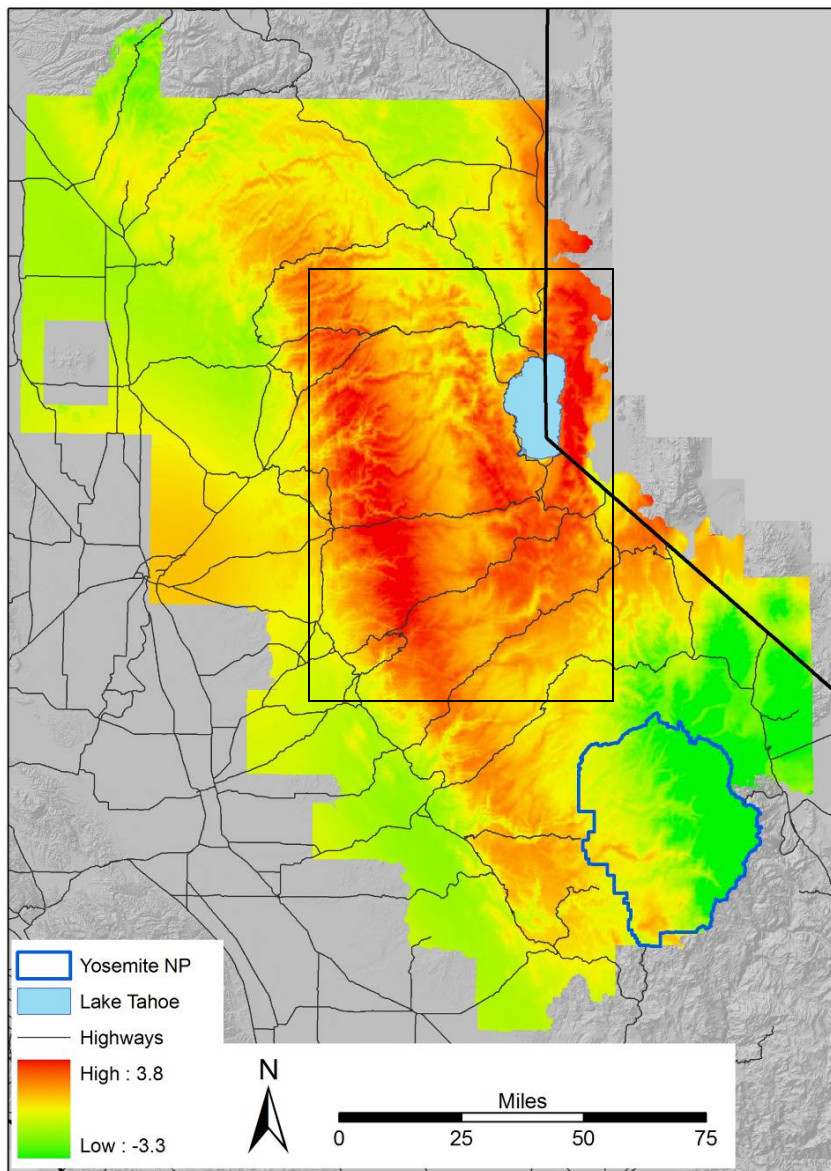 Yosemite NP
Lake Tahoe
Highways
High : 3.8
Low : -3.3
N
Miles
0 25 50 75